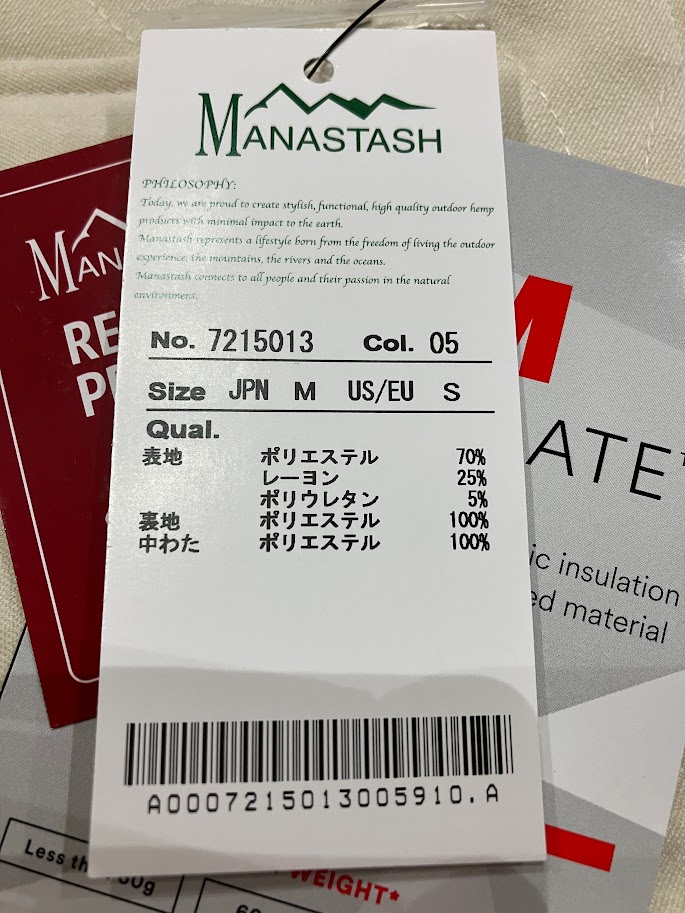 MANASTASH
PHILOSOPHY:
Today, we are proud to create stylish, functional, high quality outdoor hemp
products with minimal impact to the earth.
Manastash represents a lifestyle born from the freedom of living the outdoor
experience, the mountains, the rivers and the oceans.
Manastash connects to all people and their passion in the natural
environment.
No. 7215013 Col. 05
Size JPN M US/EU S
Qual.
表地 ポリエステル 70%
レーヨン 25%
ポリウレタン 5%
裏地 ポリエステル 100%
中わた ポリエステル 100%
A0007215013005910.A
MAN
RE
P
M
ATE
ic insulation
ed material
Less th
0g
WEIGHT*